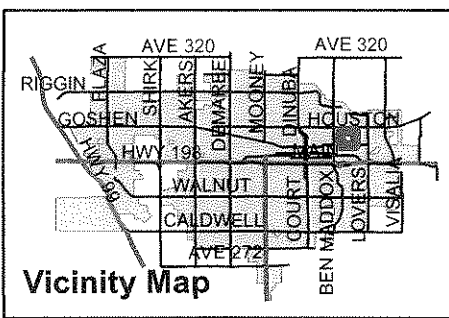 AVE 320
AVE 320
PLAZA
SHIRK
AKERS
DEMAREE
MOONEY
DINUBA
RIGGIN
GOSHEN
HOUSTON
HWY 99
HWY 198
WALNUT
CALDWELL
COURT
BEN MADDOX
LOVERS
VISALIA
AVE 272
Vicinity Map